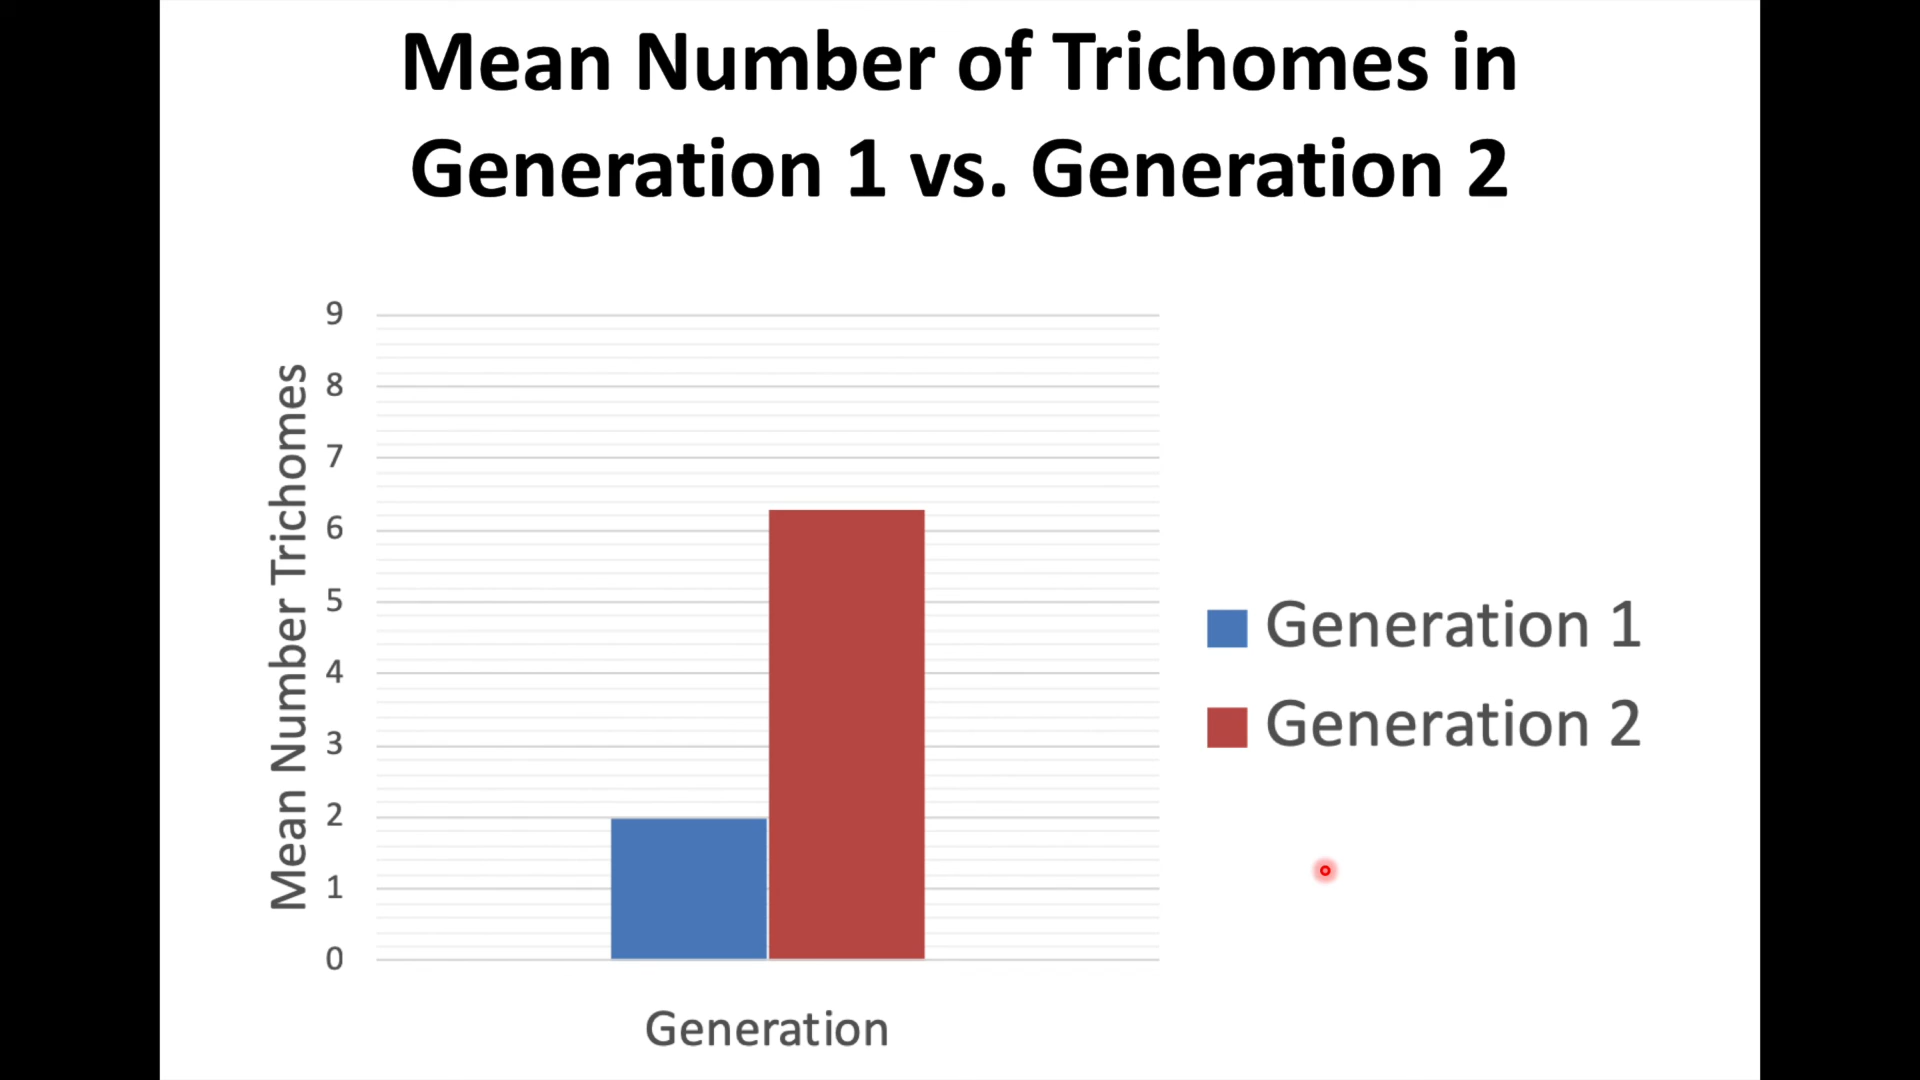 Mean Number of Trichomes in
Generation 1 vs. Generation 2
Mean Number Trichomes
9
8
7
6
5
4
3
2
1
0
Generation
Generation 1
Generation 2